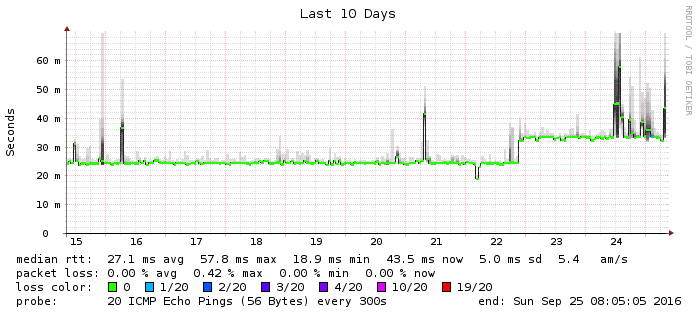 Last 10 Days
RRDTOOL / TOBI OETIKER
Seconds
60 m
50 m
40 m
30 m
20 m
10 m
0
15 16 17 18 19 20 21 22 23 24
median rtt: 27.1 ms avg 57.8 ms max 18.9 ms min 43.5 ms now 5.0 ms sd 5.4 am/s
packet loss: 0.00 % avg 0.42 % max 0.00 % min 0.00 % now
loss color: 0 1/20 2/20 3/20 4/20 10/20 19/20
probe: 20 ICMP Echo Pings (56 Bytes) every 300s end: Sun Sep 25 08:05:05 2016